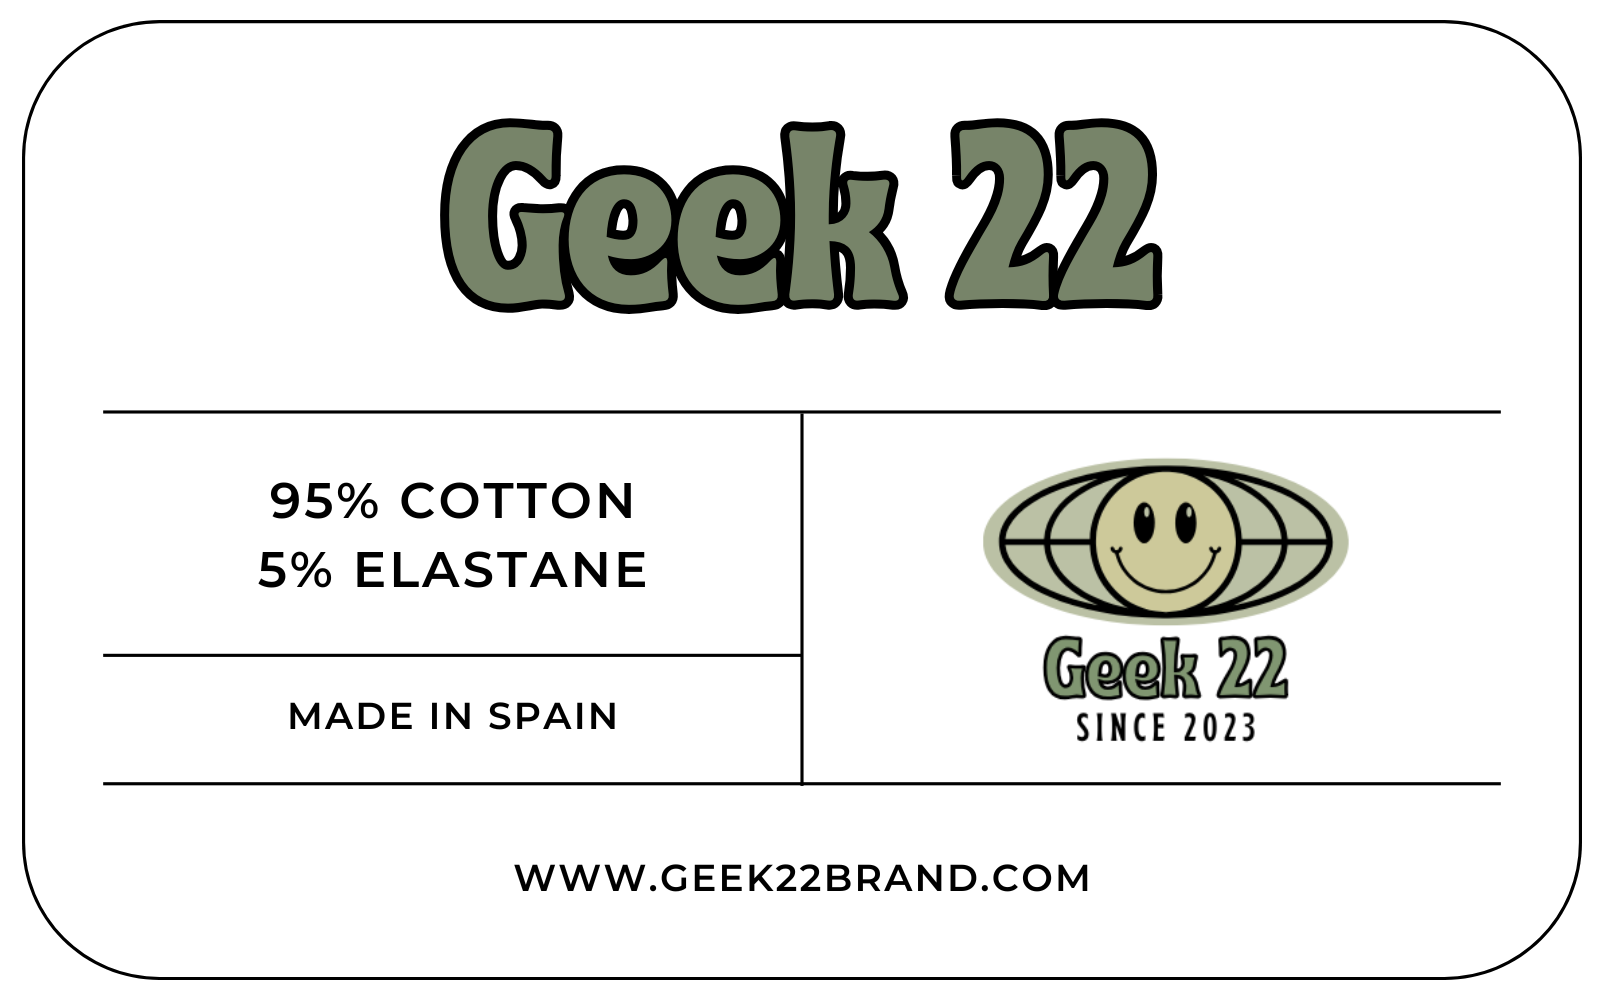 Geek 22
95% COTTON
5% ELASTANE
MADE IN SPAIN
Geek 22
SINCE 2023
WWW.GEEK22BRAND.COM